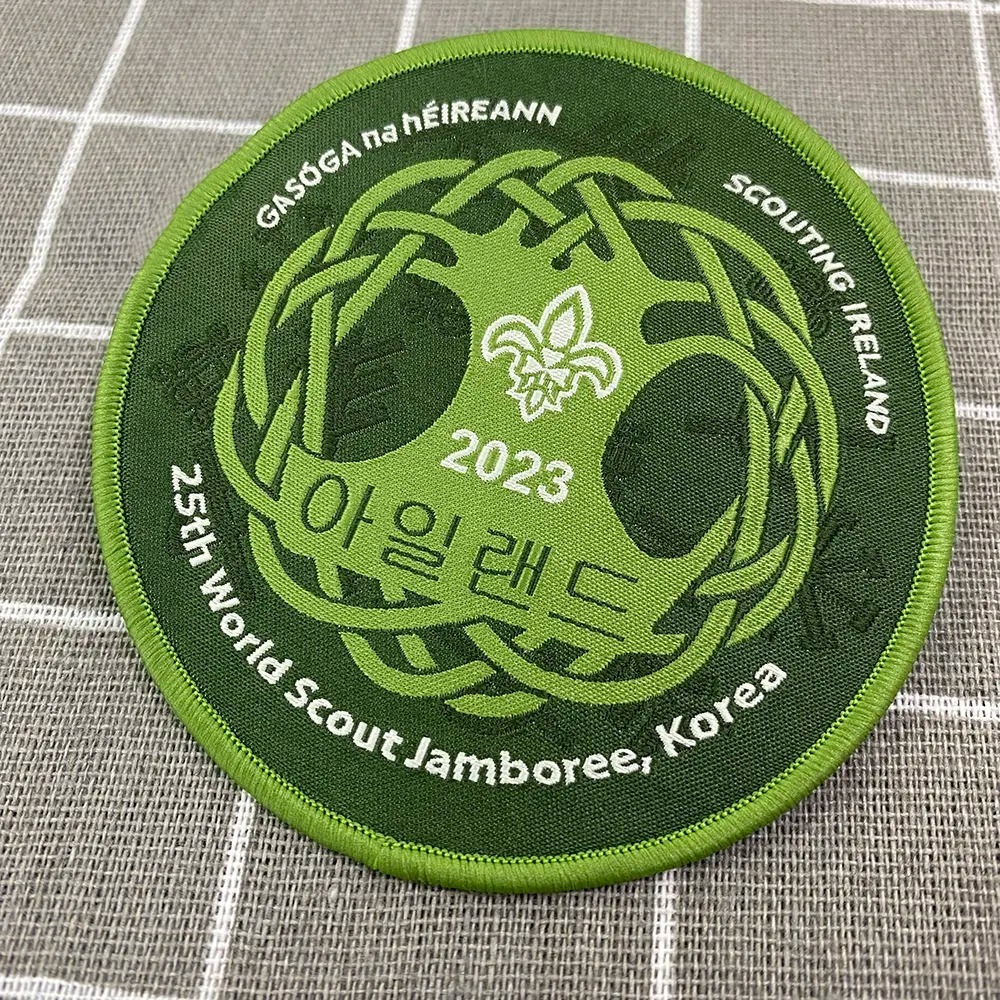 GASÓGA na hÉIREANN
SCOUTING IRELAND
2023
아일랜드
25th World Scout Jamboree, Korea